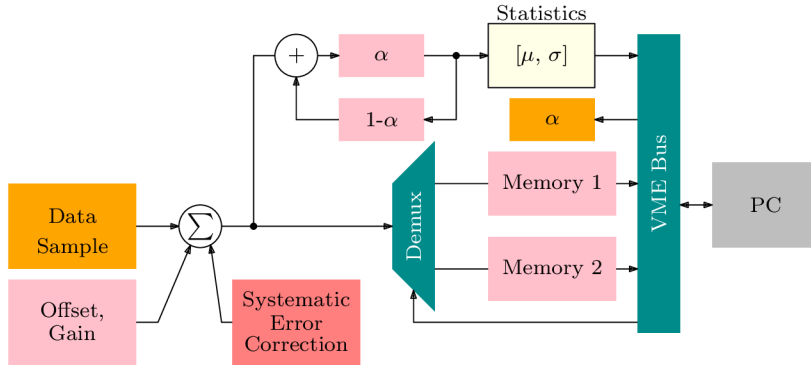 Statistics
+
α
[μ, σ]
1-α
α
Data
Sample
∑
Demux
Memory 1
Memory 2
VME Bus
PC
Offset,
Gain
Systematic
Error
Correction